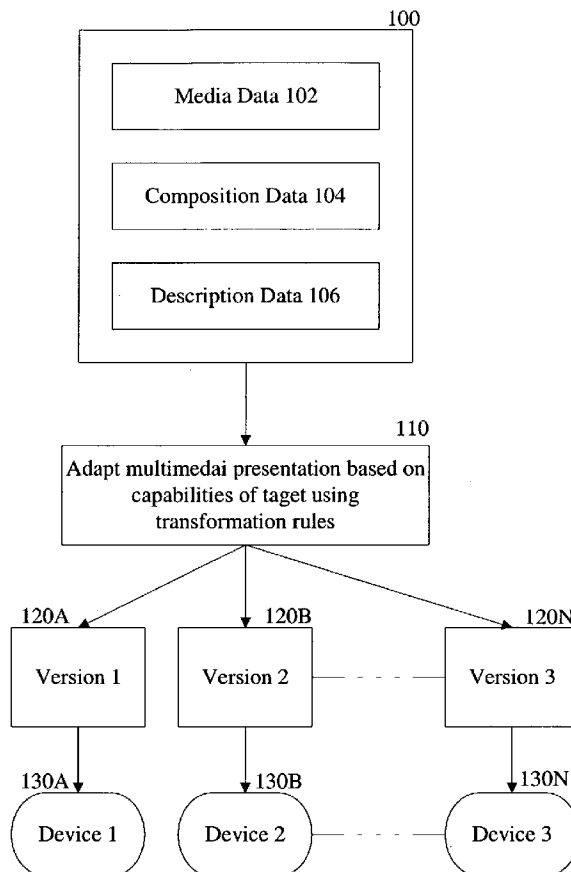 100
Media Data 102
Composition Data 104
Description Data 106
110
Adapt multimedai presentation based on
capabilities of taget using
transformation rules
120A
120B
120N
Version 1
Version 2
Version 3
130A
130B
130N
Device 1
Device 2
Device 3